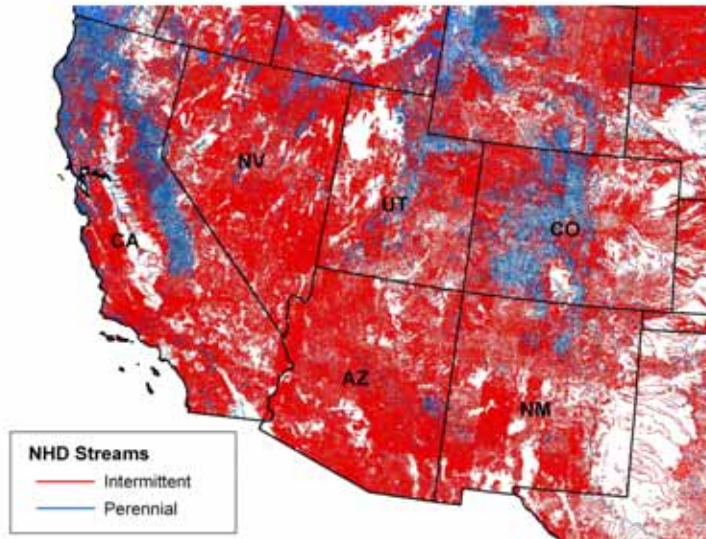 NV
UT
CO
CA
AZ
NM
NHD Streams
Intermittent
Perennial